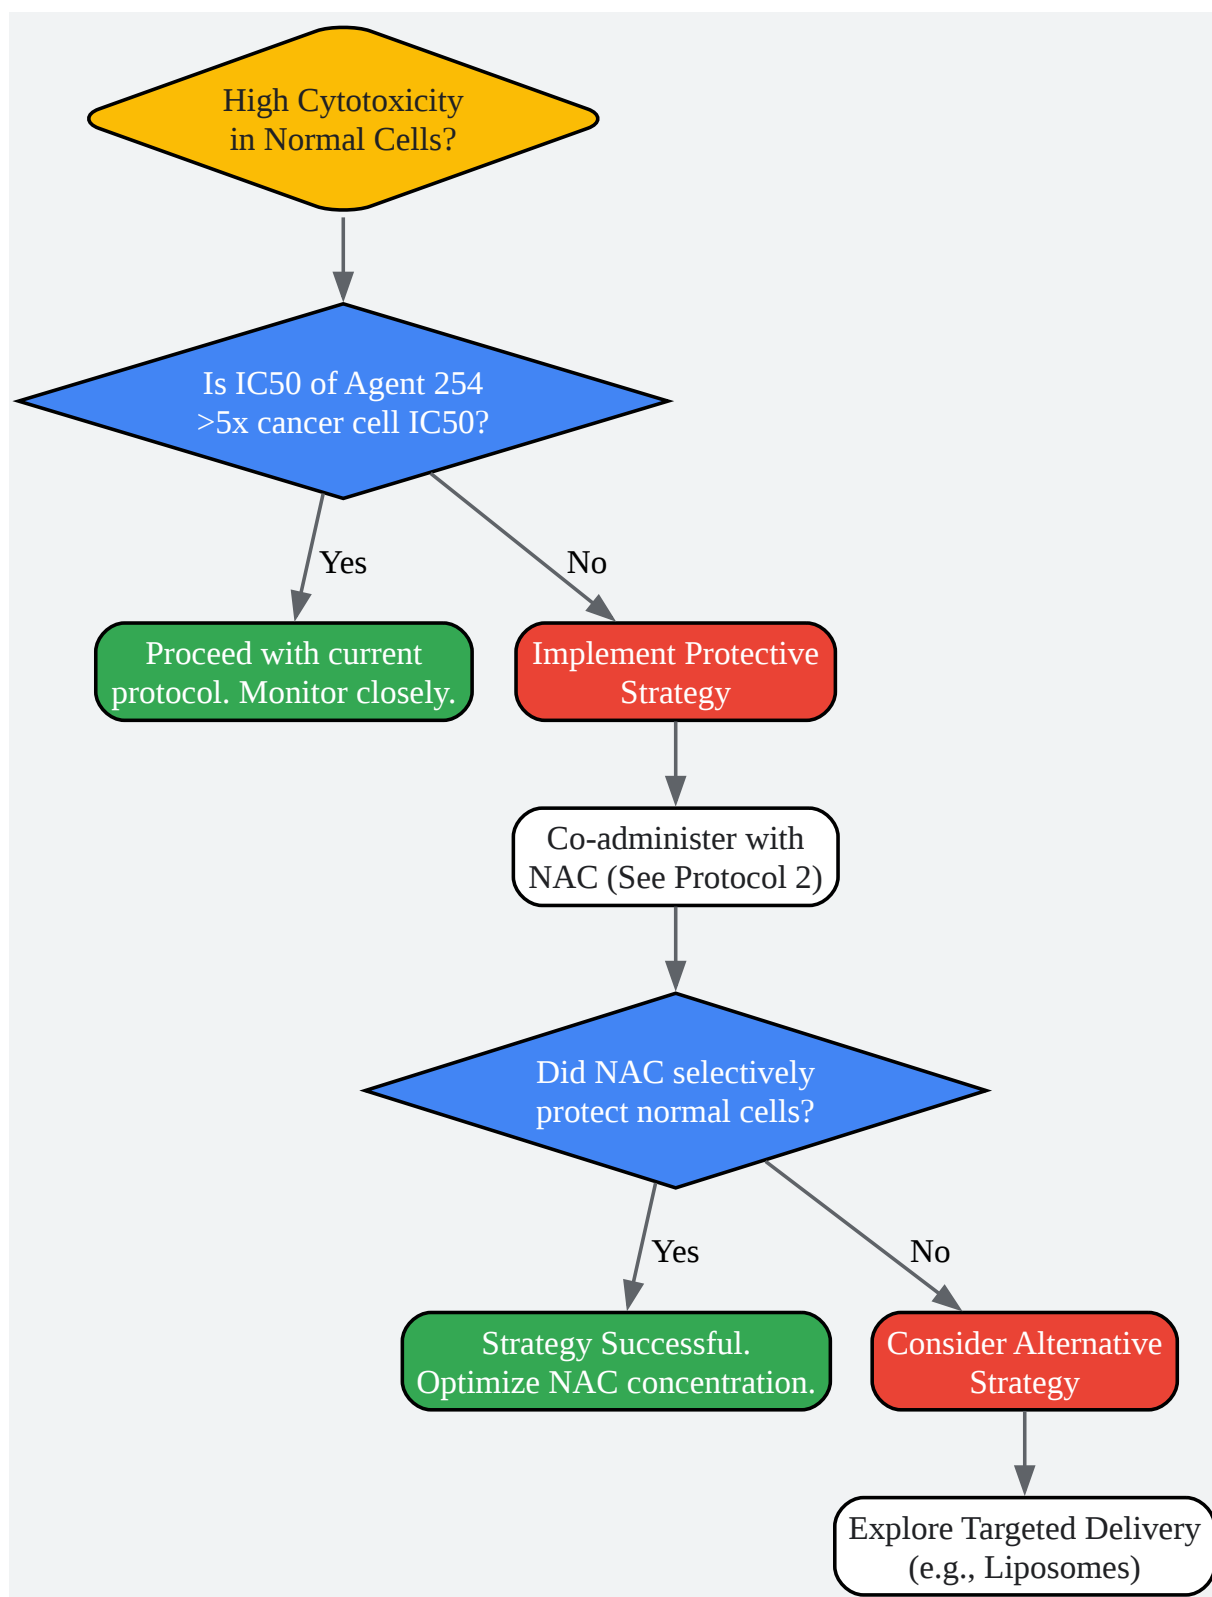 High Cytotoxicity
in Normal Cells?
Is IC50 of Agent 254
>5x cancer cell IC50?
Yes
No
Proceed with current
protocol. Monitor closely.
Implement Protective
Strategy
Co-administer with
NAC (See Protocol 2)
Did NAC selectively
protect normal cells?
Yes
No
Strategy Successful.
Optimize NAC concentration.
Consider Alternative
Strategy
Explore Targeted Delivery
(e.g., Liposomes)